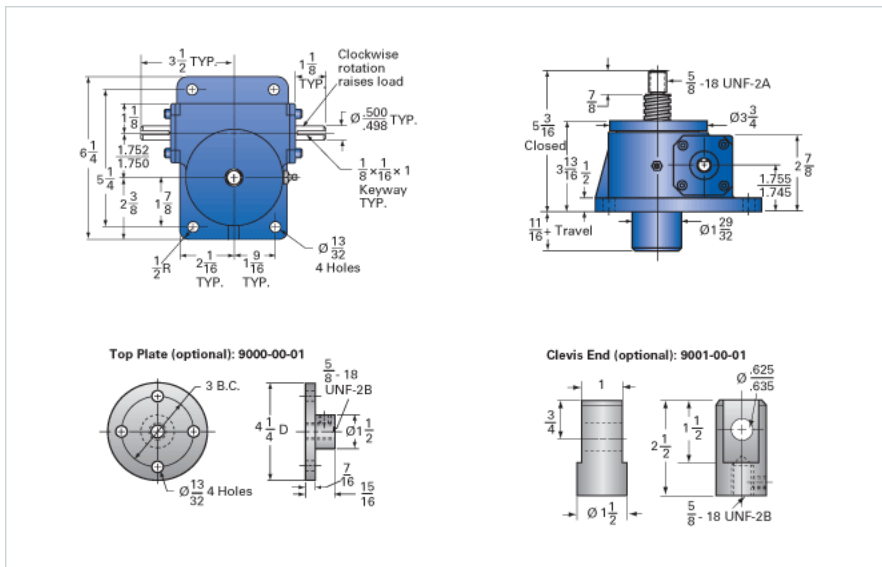 3 1/2 TYP.
1 1/8 TYP.
Clockwise
rotation
raises load
Ø .500/.498 TYP.
1/8 × 1/16 × 1
Keyway
TYP.
6 1/4
5 1/4
1 1/8
1.752/1.750
2 3/8
1 7/8
1/2 R
2 1/16 TYP.
1 9/16 TYP.
Ø 13/32
4 Holes
5/8 -18 UNF-2A
7/8
5 3/16
Closed
Ø3 3/4
3 13/16
1/2
2 7/8
1.755/1.745
11/16 + Travel
Ø1 29/32
Top Plate (optional): 9000-00-01
3 B.C.
Ø 13/32 4 Holes
5/8 - 18
UNF-2B
4 1/4 D
Ø1 1/2
7/16
15/16
Clevis End (optional): 9001-00-01
1
3/4
Ø 1 1/2
Ø .625/.635
2 1/2
1 1/2
5/8 - 18 UNF-2B